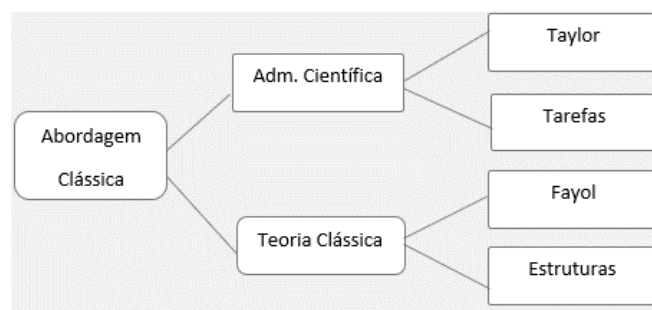 Abordagem
Clássica
Adm. Científica
Teoria Clássica
Taylor
Tarefas
Fayol
Estruturas